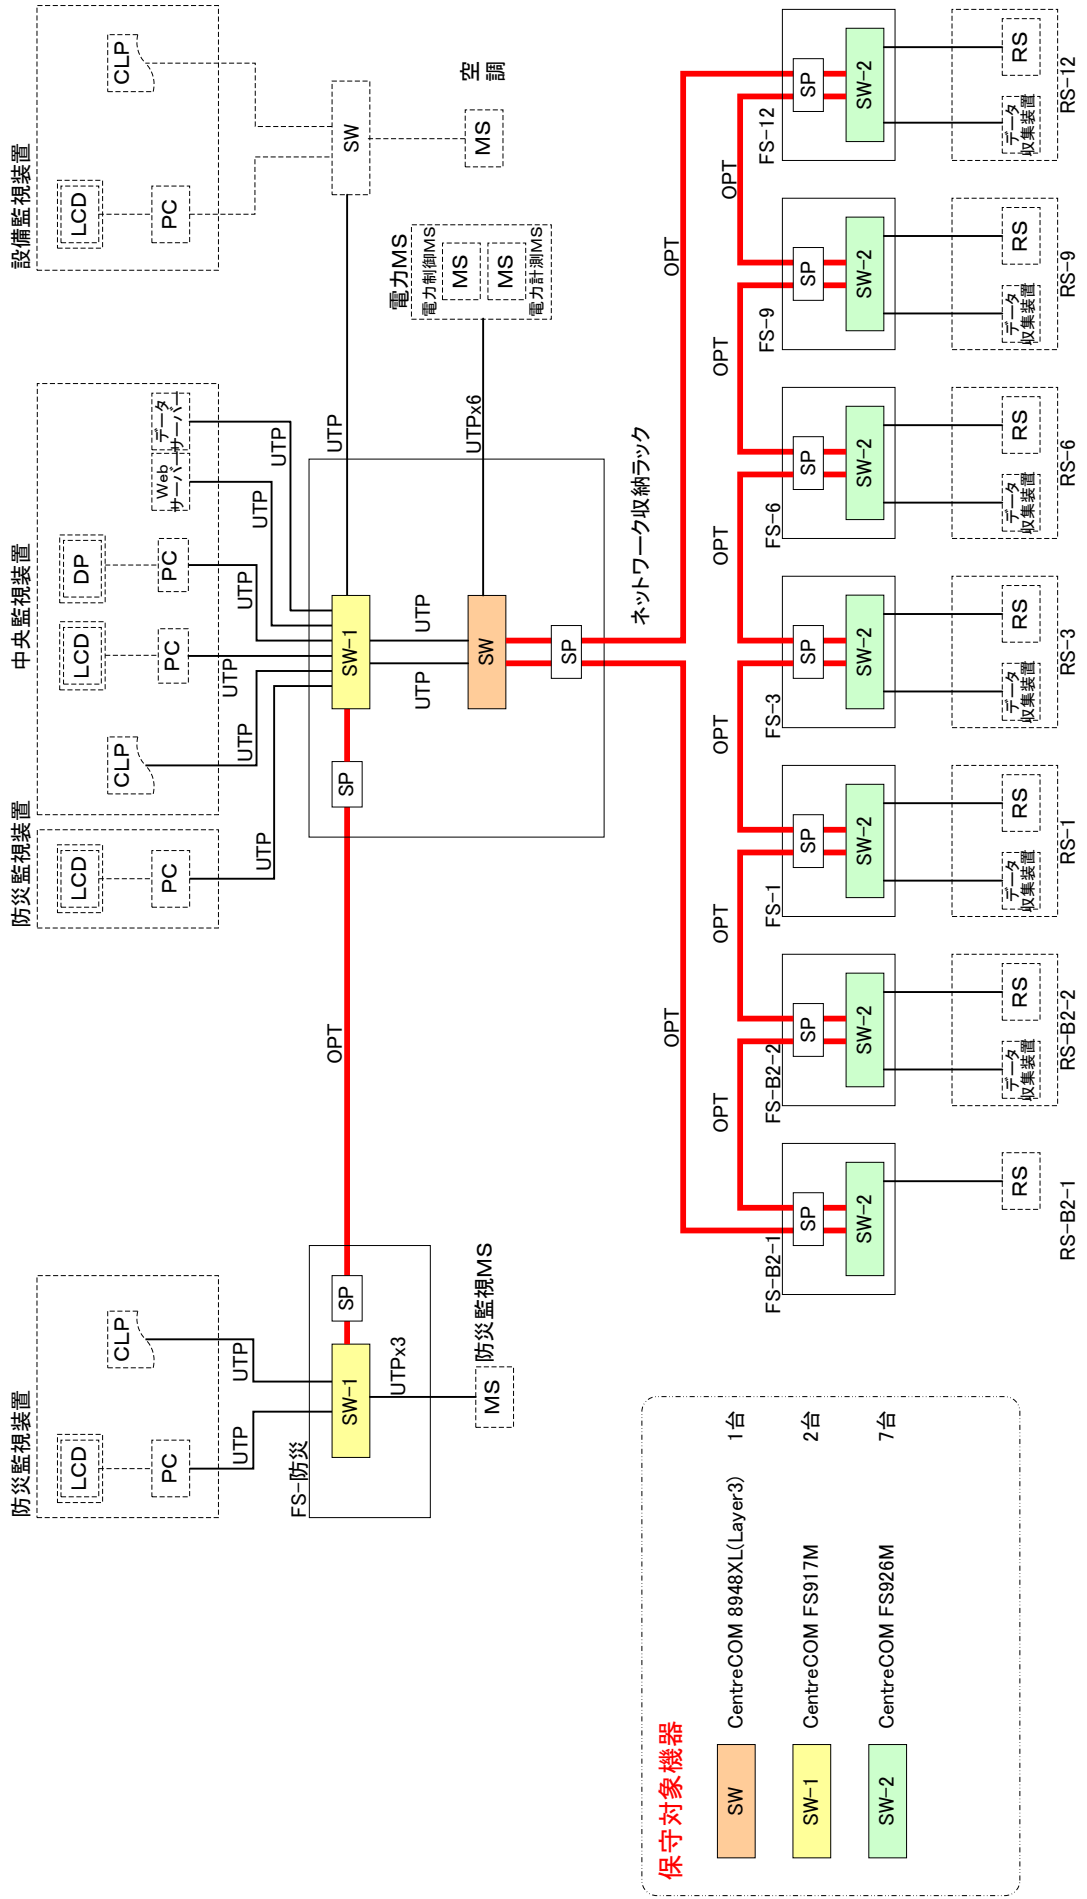 防災監視装置
LCD
PC
CLP
UTP
UTP
FS-防災
SW-1
SP
UTPx3
MS
防災監視MS
OPT
防災監視装置
LCD
PC
UTP
中央監視装置
CLP
LCD
PC
DP
PC
Web
サーバー
データ
サーバー
UTP
UTP
UTP
UTP
UTP
設備監視装置
LCD
PC
CLP
SW
MS
空調
UTP
SP
SW-1
UTP
UTP
SW
SP
UTPx6
電力MS
電力制御MS
MS
MS
電力計測MS
ネットワーク収納ラック
OPT
OPT
OPT
OPT
OPT
OPT
OPT
OPT
FS-B2-1
SP
SW-2
RS
RS-B2-1
FS-B2-2
SP
SW-2
データ
収集装置
RS
RS-B2-2
FS-1
SP
SW-2
データ
収集装置
RS
RS-1
FS-3
SP
SW-2
データ
収集装置
RS
RS-3
FS-6
SP
SW-2
データ
収集装置
RS
RS-6
FS-9
SP
SW-2
データ
収集装置
RS
RS-9
FS-12
SP
SW-2
データ
収集装置
RS
RS-12
保守対象機器
SW CentreCOM 8948XL(Layer3) 1台
SW-1 CentreCOM FS917M 2台
SW-2 CentreCOM FS926M 7台